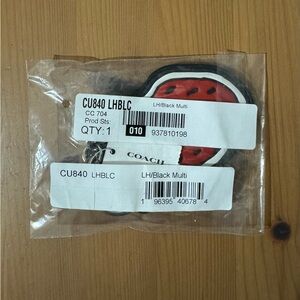 CU840 LHBLC
LH/Black Multi
CC 704
Prod Sts:
QTY: 1 010 937810198
COACH
CU840 LHBLC LH/Black Multi
1 96395 40678 4